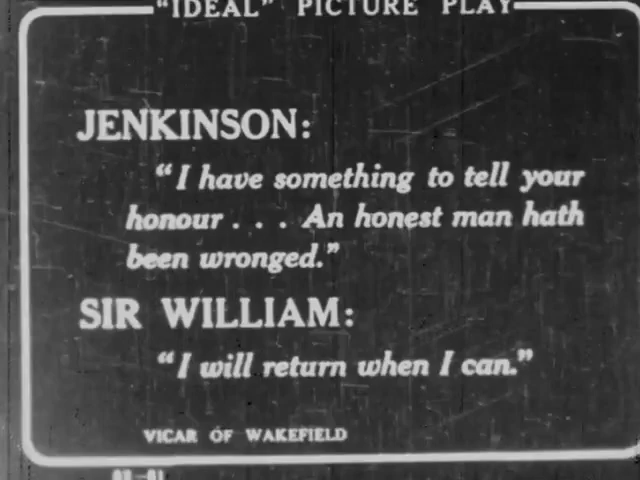 "IDEAL" PICTURE PLAY
JENKINSON:
"I have something to tell your
honour . . . An honest man hath
been wronged."
SIR WILLIAM:
"I will return when I can."
VICAR OF WAKEFIELD